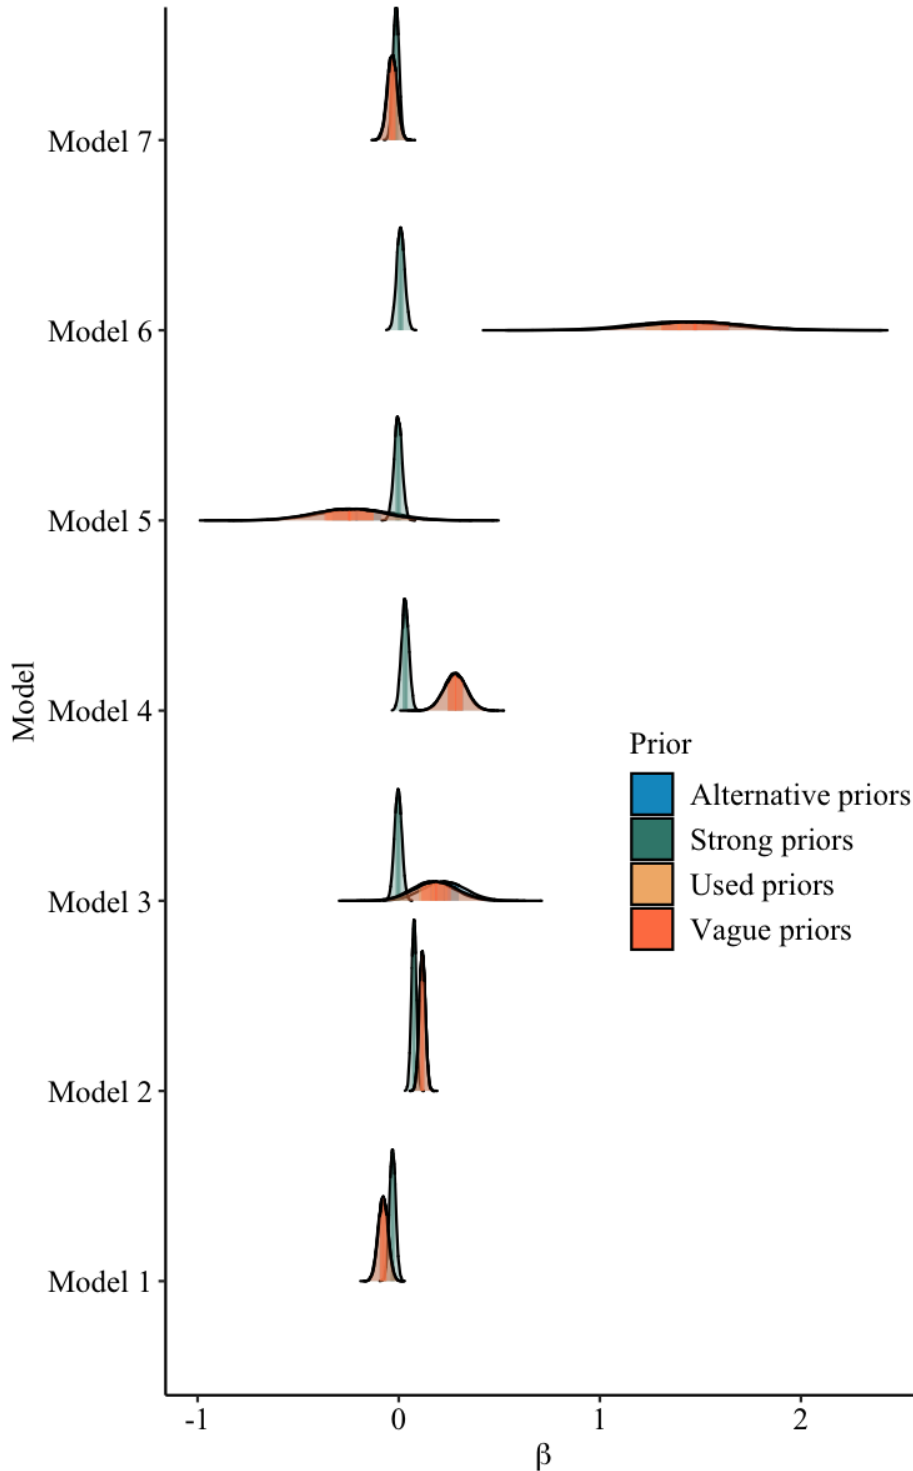 Model 7
Model 6
Model 5
Model 4
Model 3
Model 2
Model 1
Model
Prior
Alternative priors
Strong priors
Used priors
Vague priors
-1 0 1 2
β